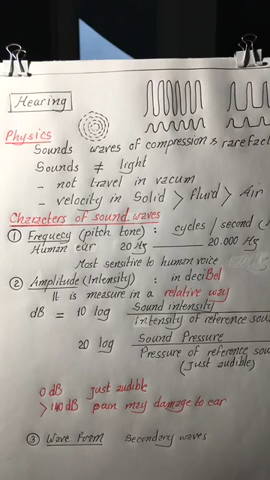 Hearing
Physics
Sounds waves of compression & rarefac
Sounds ≠ light
- not travel in vacum
- velocity in Solid > fluid > Air
Characters of sound waves
① Frequecy (pitch tone) : cycles / second
Human ear 20 Hz 20.000 Hz
Most sensitive to human voice
② Amplitude (Intensity) : in deciBel
It is measure in a relative way
dB = 10 log Sound intensity
Intensity of reference sou
20 log Sound Pressure
Pressure of reference sou
(Just audible)
0 dB Just audible
> 140 dB pain may damage to ear
③ Wave form Secondary waves